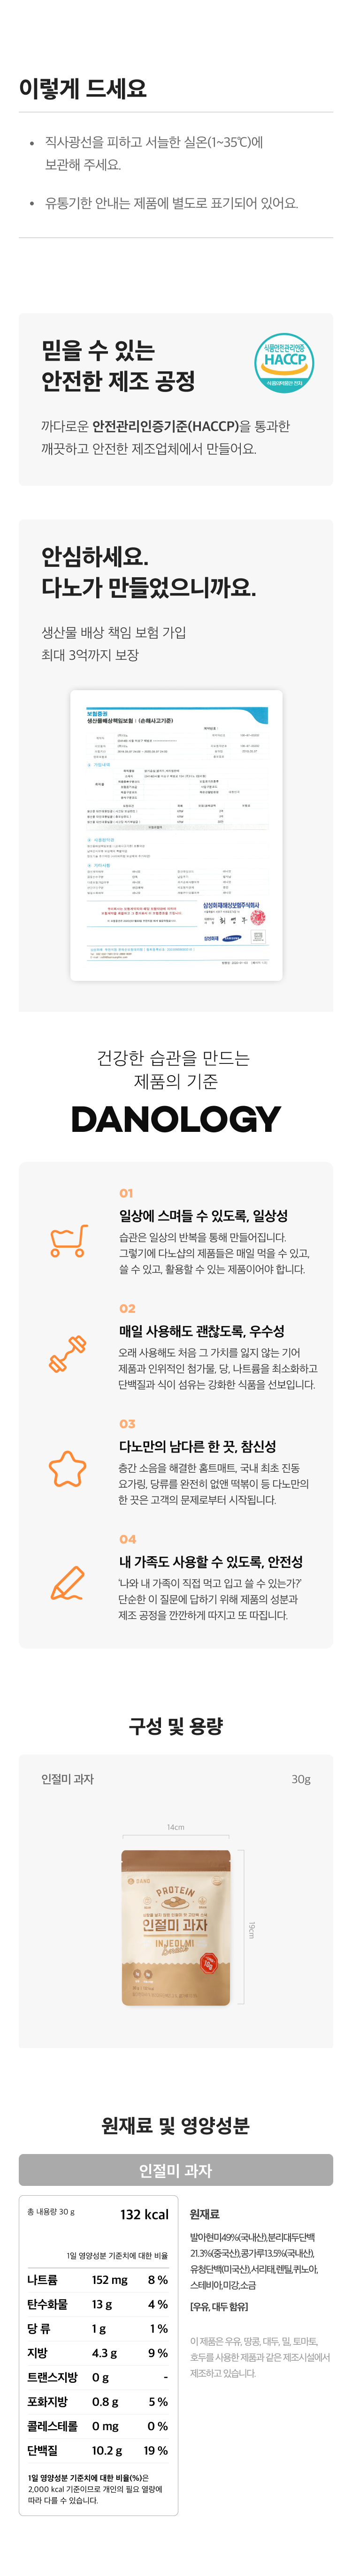 이렇게 드세요
• 직사광선을 피하고 서늘한 실온(1~35℃)에
보관해 주세요.
• 유통기한 안내는 제품에 별도로 표기되어 있어요.
믿을 수 있는
안전한 제조 공정
식품안전관리인증
HACCP
식품의약품안전처
까다로운 안전관리인증기준(HACCP)을 통과한
깨끗하고 안전한 제조업체에서 만들어요.
안심하세요.
다노가 만들었으니까요.
생산물 배상 책임 보험 가입
최대 3억까지 보장
보험증권
생산물배상책임보험 : (손해사고기준)
삼성화재해상보험주식회사
삼성화재
SAMSUNG
건강한 습관을 만드는
제품의 기준
DANOLOGY
01
일상에 스며들 수 있도록, 일상성
습관은 일상의 반복을 통해 만들어집니다.
그렇기에 다노샵의 제품들은 매일 먹을 수 있고,
쓸 수 있고, 활용할 수 있는 제품이어야 합니다.
02
매일 사용해도 괜찮도록, 우수성
오래 사용해도 처음 그 가치를 잃지 않는 기어
제품과 인위적인 첨가물, 당, 나트륨을 최소화하고
단백질과 식이 섬유는 강화한 식품을 선보입니다.
03
다노만의 남다른 한 끗, 참신성
층간 소음을 해결한 홈트매트, 국내 최초 진동
요가링, 당류를 완전히 없앤 떡볶이 등 다노만의
한 끗은 고객의 문제로부터 시작됩니다.
04
내 가족도 사용할 수 있도록, 안전성
'나와 내 가족이 직접 먹고 입고 쓸 수 있는가?'
단순한 이 질문에 답하기 위해 제품의 성분과
제조 공정을 깐깐하게 따지고 또 따집니다.
구성 및 용량
인절미 과자 30g
14cm
19cm
DANO
PROTEIN
인절미 과자
INJEOLMI
원재료 및 영양성분
인절미 과자
총 내용량 30 g 132 kcal
1일 영양성분 기준치에 대한 비율
나트륨 152 mg 8 %
탄수화물 13 g 4 %
당 류 1 g 1 %
지방 4.3 g 9 %
트랜스지방 0 g -
포화지방 0.8 g 5 %
콜레스테롤 0 mg 0 %
단백질 10.2 g 19 %
1일 영양성분 기준치에 대한 비율(%)은
2,000 kcal 기준이므로 개인의 필요 열량에
따라 다를 수 있습니다.
원재료
발아현미49%(국내산),분리대두단백
21.3%(중국산),콩가루13.5%(국내산),
유청단백(미국산),서리태,렌틸,퀴노아,
스테비아,미강,소금
[우유, 대두 함유]
이 제품은 우유, 땅콩, 대두, 밀, 토마토,
호두를 사용한 제품과 같은 제조시설에서
제조하고 있습니다.